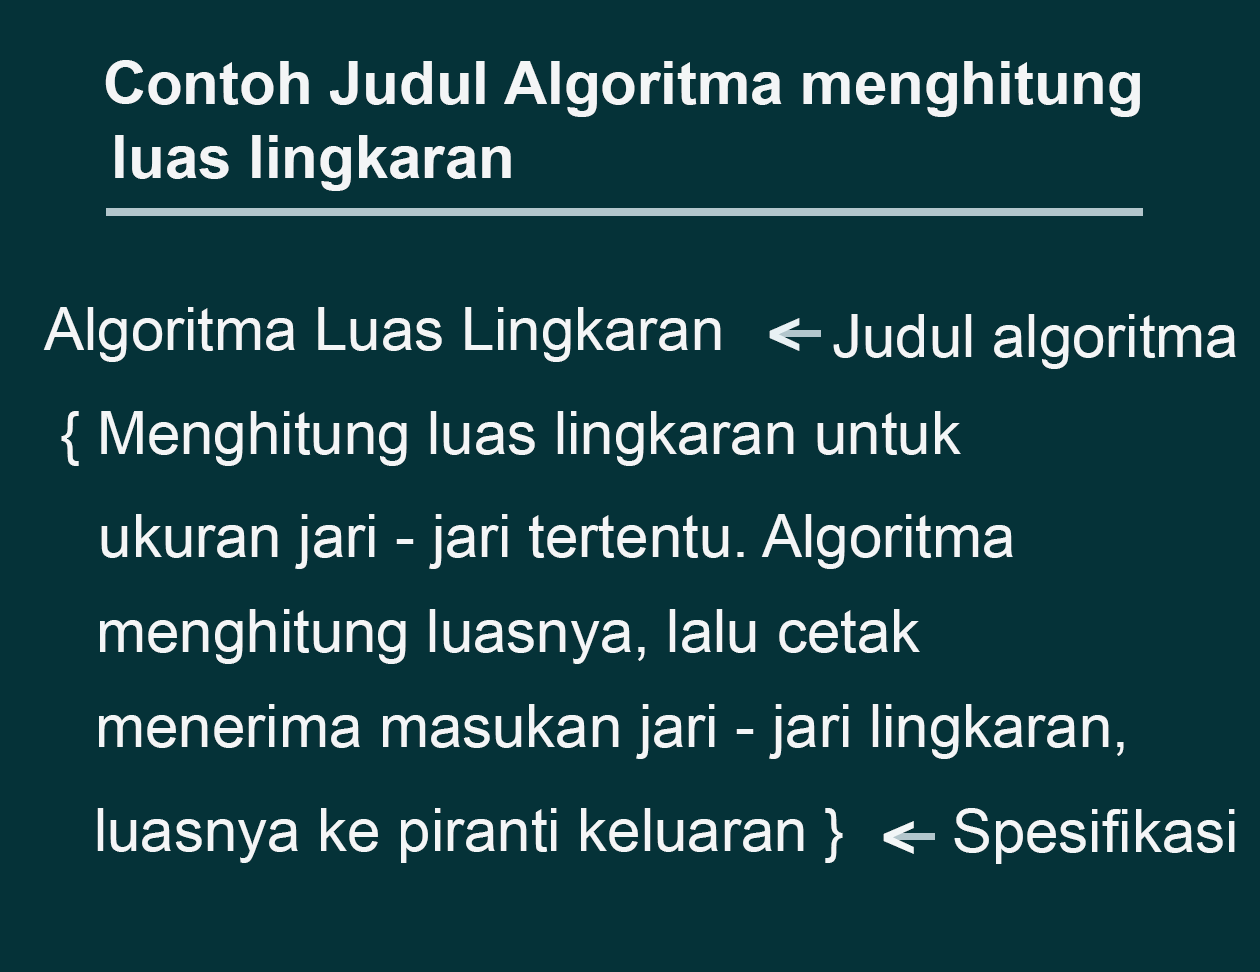 Contoh Judul Algoritma menghitung
luas lingkaran
Algoritma Luas Lingkaran <- Judul algoritma
{ Menghitung luas lingkaran untuk
ukuran jari - jari tertentu. Algoritma
menghitung luasnya, lalu cetak
menerima masukan jari - jari lingkaran,
luasnya ke piranti keluaran } <- Spesifikasi